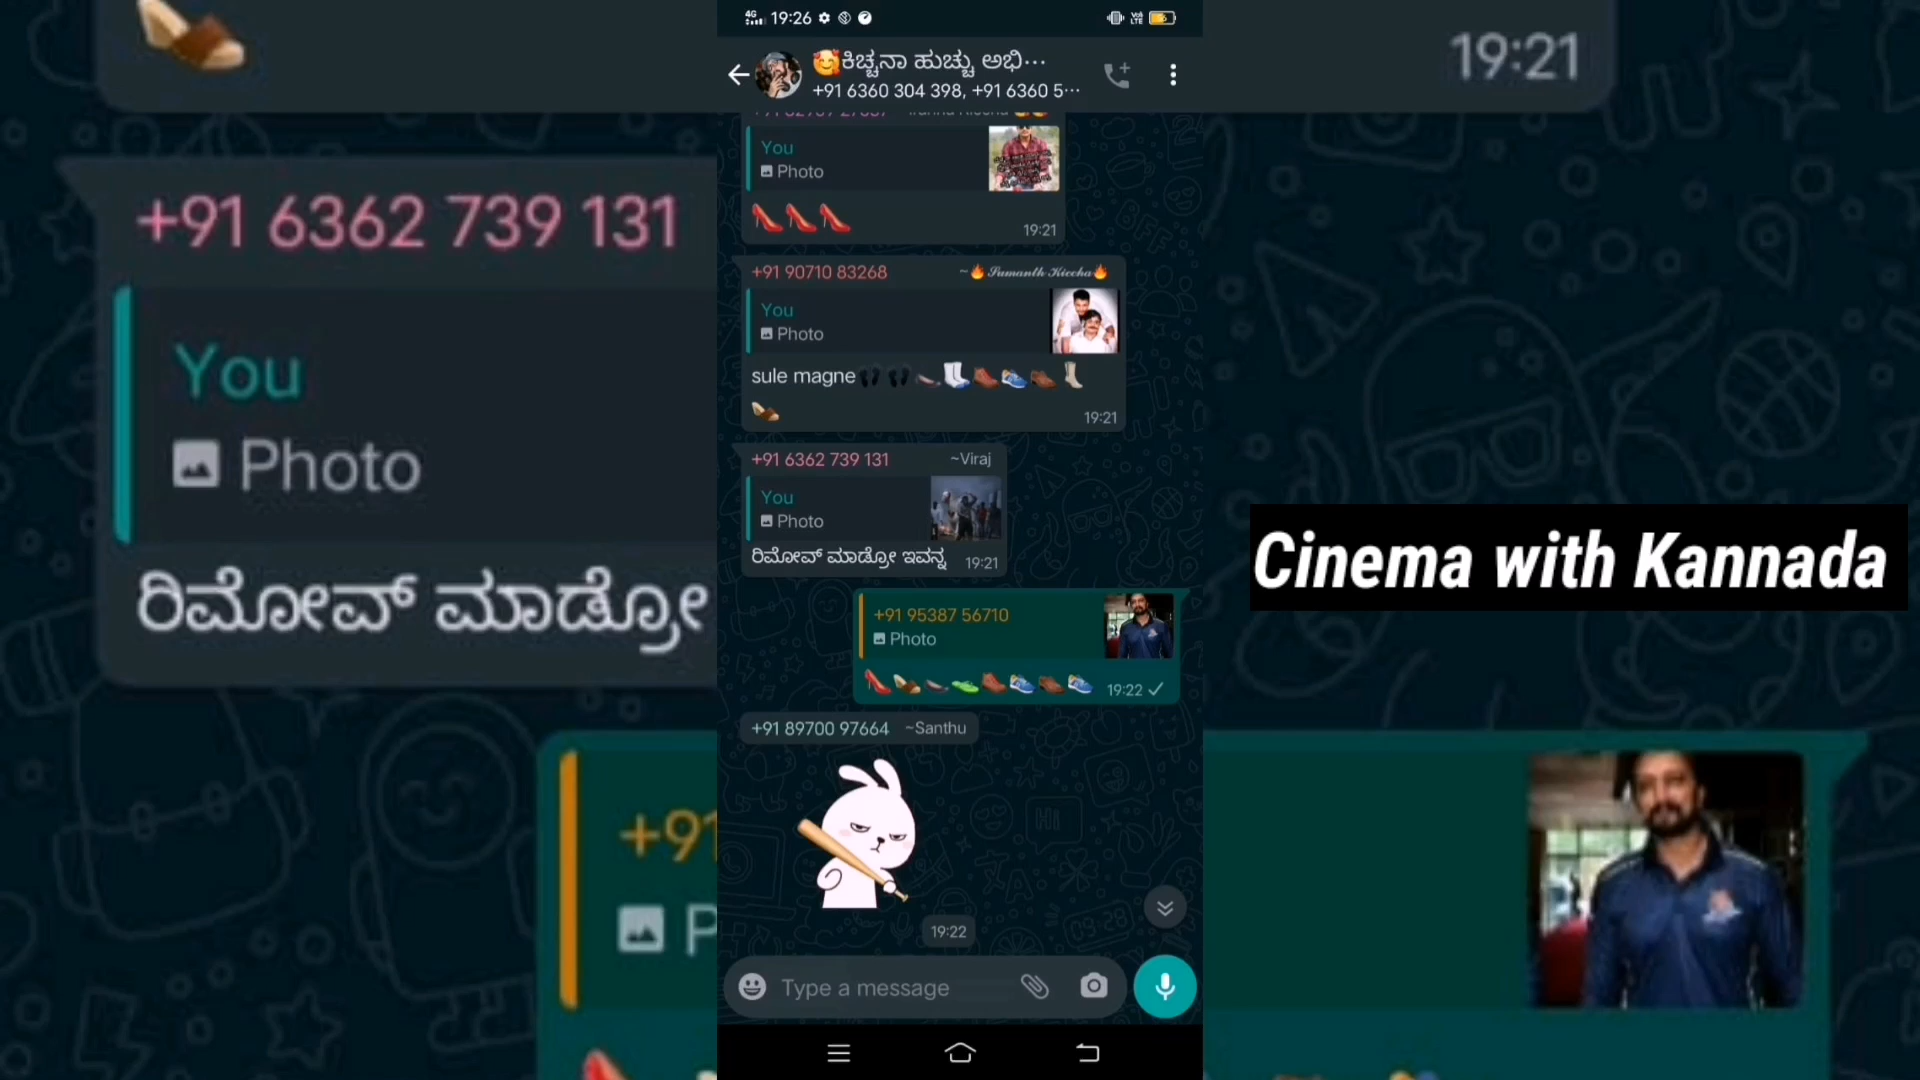 19:26
🥰ಕಿಚ್ಚನಾ ಹುಚ್ಚು ಅಭಿ...
+91 6360 304 398, +91 6360 5...
You
Photo
👠👠👠
19:21
+91 90710 83268 ~🔥𝒮𝓊𝓂𝒶𝓃𝓉𝒽 𝒦𝒾𝒸𝒸𝒽𝒶🔥
You
Photo
sule magne
19:21
+91 6362 739 131 ~Viraj
You
Photo
ರಿಮೋವ್ ಮಾಡ್ರೋ ಇವನ್ನ 19:21
+91 95387 56710
Photo
19:22
+91 89700 97664 ~Santhu
19:22
Type a message
19:21
+91 6362 739 131
You
Photo
ರಿಮೋವ್ ಮಾಡ್ರೋ
+91
P
Cinema with Kannada